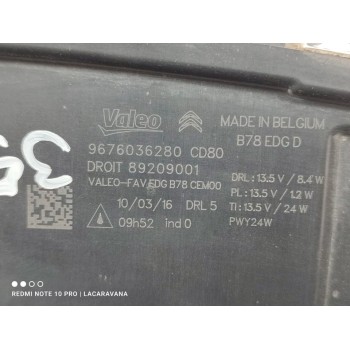 Valeo
MADE IN BELGIUM
B78 EDG D
9676036280 CD80
DROIT 89209001
VALEO-FAV EDG B78 CEM00
DRL : 13.5 V / 8.4 W
PL : 13.5 V / 1.2 W
TI : 13.5 V / 24 W
PWY24W
10/03/16 DRL 5
09h52 ind 0
REDMI NOTE 10 PRO | LACARAVANA